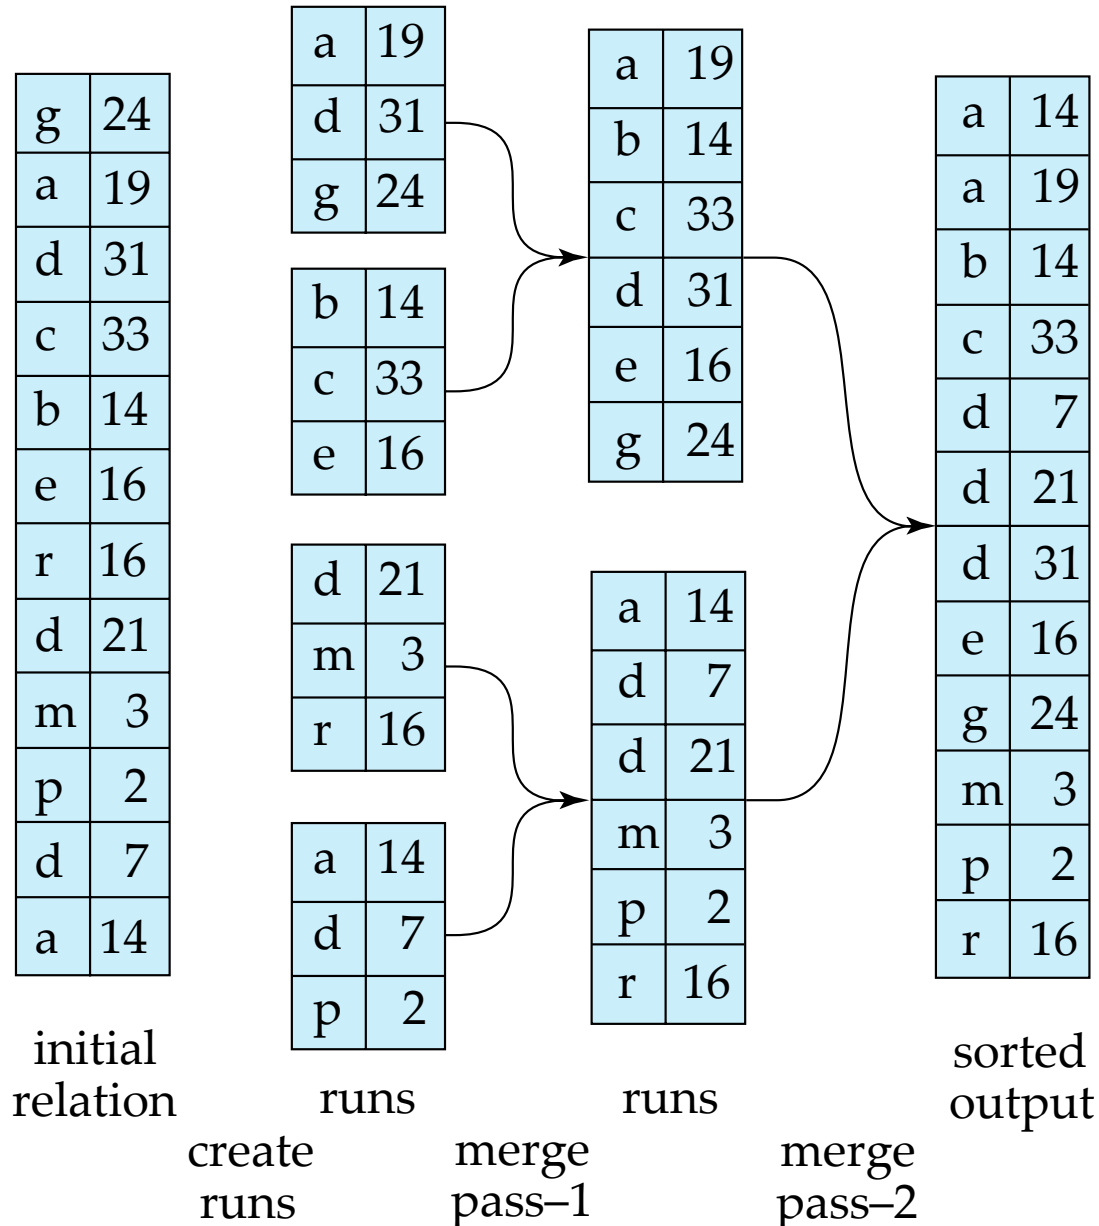 g 24
a 19
d 31
c 33
b 14
e 16
r 16
d 21
m 3
p 2
d 7
a 14
initial
relation
a 19
d 31
g 24
b 14
c 33
e 16
d 21
m 3
r 16
a 14
d 7
p 2
runs
a 19
b 14
c 33
d 31
e 16
g 24
a 14
d 7
d 21
m 3
p 2
r 16
runs
a 14
a 19
b 14
c 33
d 7
d 21
d 31
e 16
g 24
m 3
p 2
r 16
sorted
output
create
runs
merge
pass–1
merge
pass–2